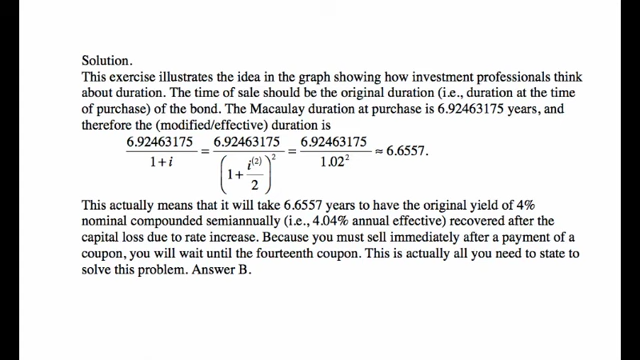 Solution.
This exercise illustrates the idea in the graph showing how investment professionals think
about duration. The time of sale should be the original duration (i.e., duration at the time
of purchase) of the bond. The Macaulay duration at purchase is 6.92463175 years, and
therefore the (modified/effective) duration is
6.92463175 / (1+i) = 6.92463175 / (1 + i⁽²⁾/2)² = 6.92463175 / 1.02² ≈ 6.6557.
This actually means that it will take 6.6557 years to have the original yield of 4%
nominal compounded semiannually (i.e., 4.04% annual effective) recovered after the
capital loss due to rate increase. Because you must sell immediately after a payment of a
coupon, you will wait until the fourteenth coupon. This is actually all you need to state to
solve this problem. Answer B.